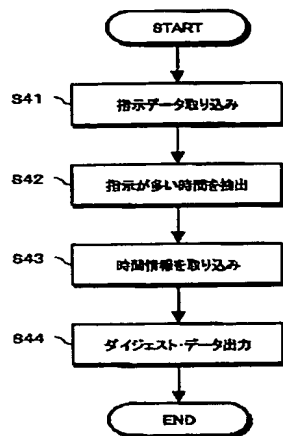 START
S41
指示データ取り込み
S42
指示が多い時間を抽出
S43
時間情報を取り込み
S44
ダイジェスト・データ出力
END